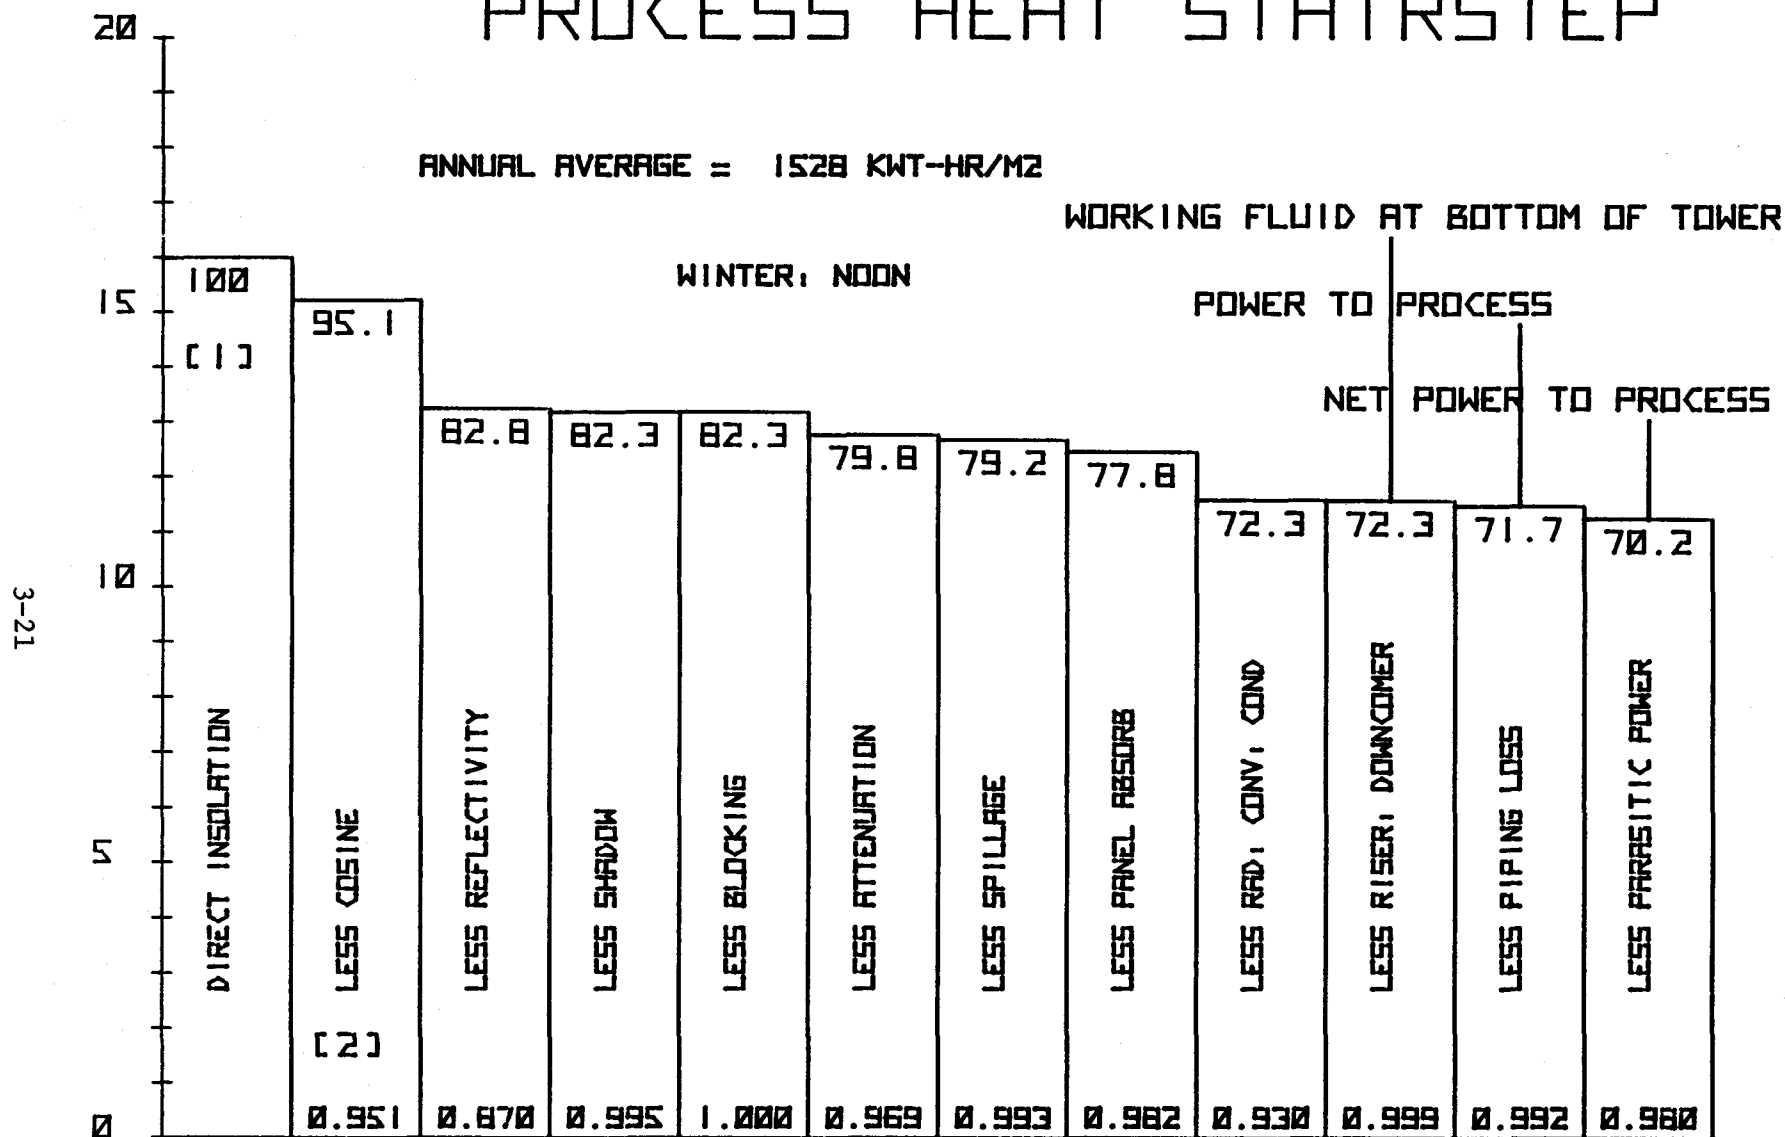 PROCESS HEAT STAIRSTEP
20
ANNUAL AVERAGE = 1528 KWT-HR/M2
WORKING FLUID AT BOTTOM OF TOWER
WINTER, NOON
POWER TO PROCESS
NET POWER TO PROCESS
15
10
5
0
100
[1]
95.1
82.8
82.3
82.3
79.8
79.2
77.8
72.3
72.3
71.7
70.2
DIRECT INSOLATION
LESS COSINE
LESS REFLECTIVITY
LESS SHADOW
LESS BLOCKING
LESS ATTENUATION
LESS SPILLAGE
LESS PANEL ABSORB
LESS RAD, CONV, COND
LESS RISER, DOWNCOMER
LESS PIPING LOSS
LESS PARASITIC POWER
[2]
0.951
0.870
0.995
1.000
0.969
0.993
0.982
0.930
0.999
0.992
0.980
3-21